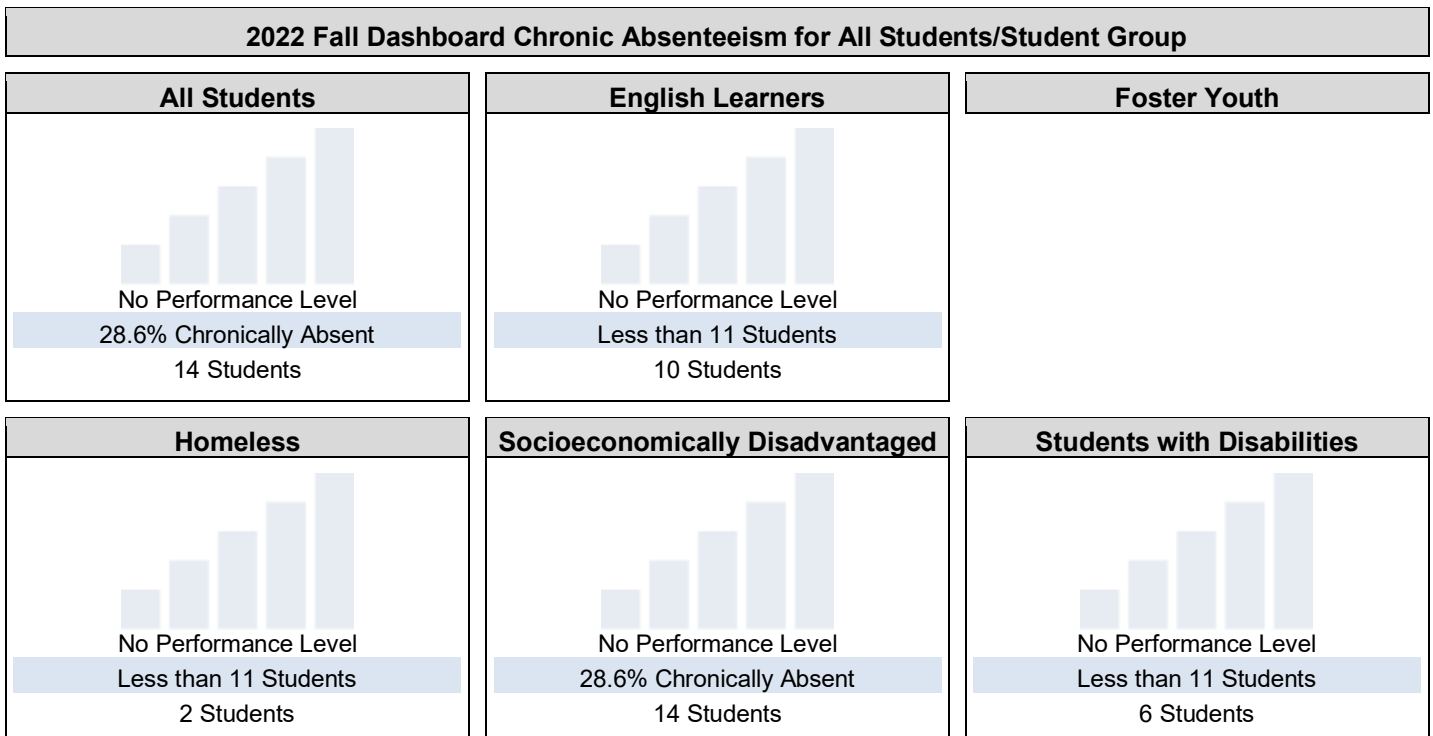 2022 Fall Dashboard Chronic Absenteeism for All Students/Student Group
All Students
No Performance Level
28.6% Chronically Absent
14 Students
English Learners
No Performance Level
Less than 11 Students
10 Students
Foster Youth
Homeless
No Performance Level
Less than 11 Students
2 Students
Socioeconomically Disadvantaged
No Performance Level
28.6% Chronically Absent
14 Students
Students with Disabilities
No Performance Level
Less than 11 Students
6 Students